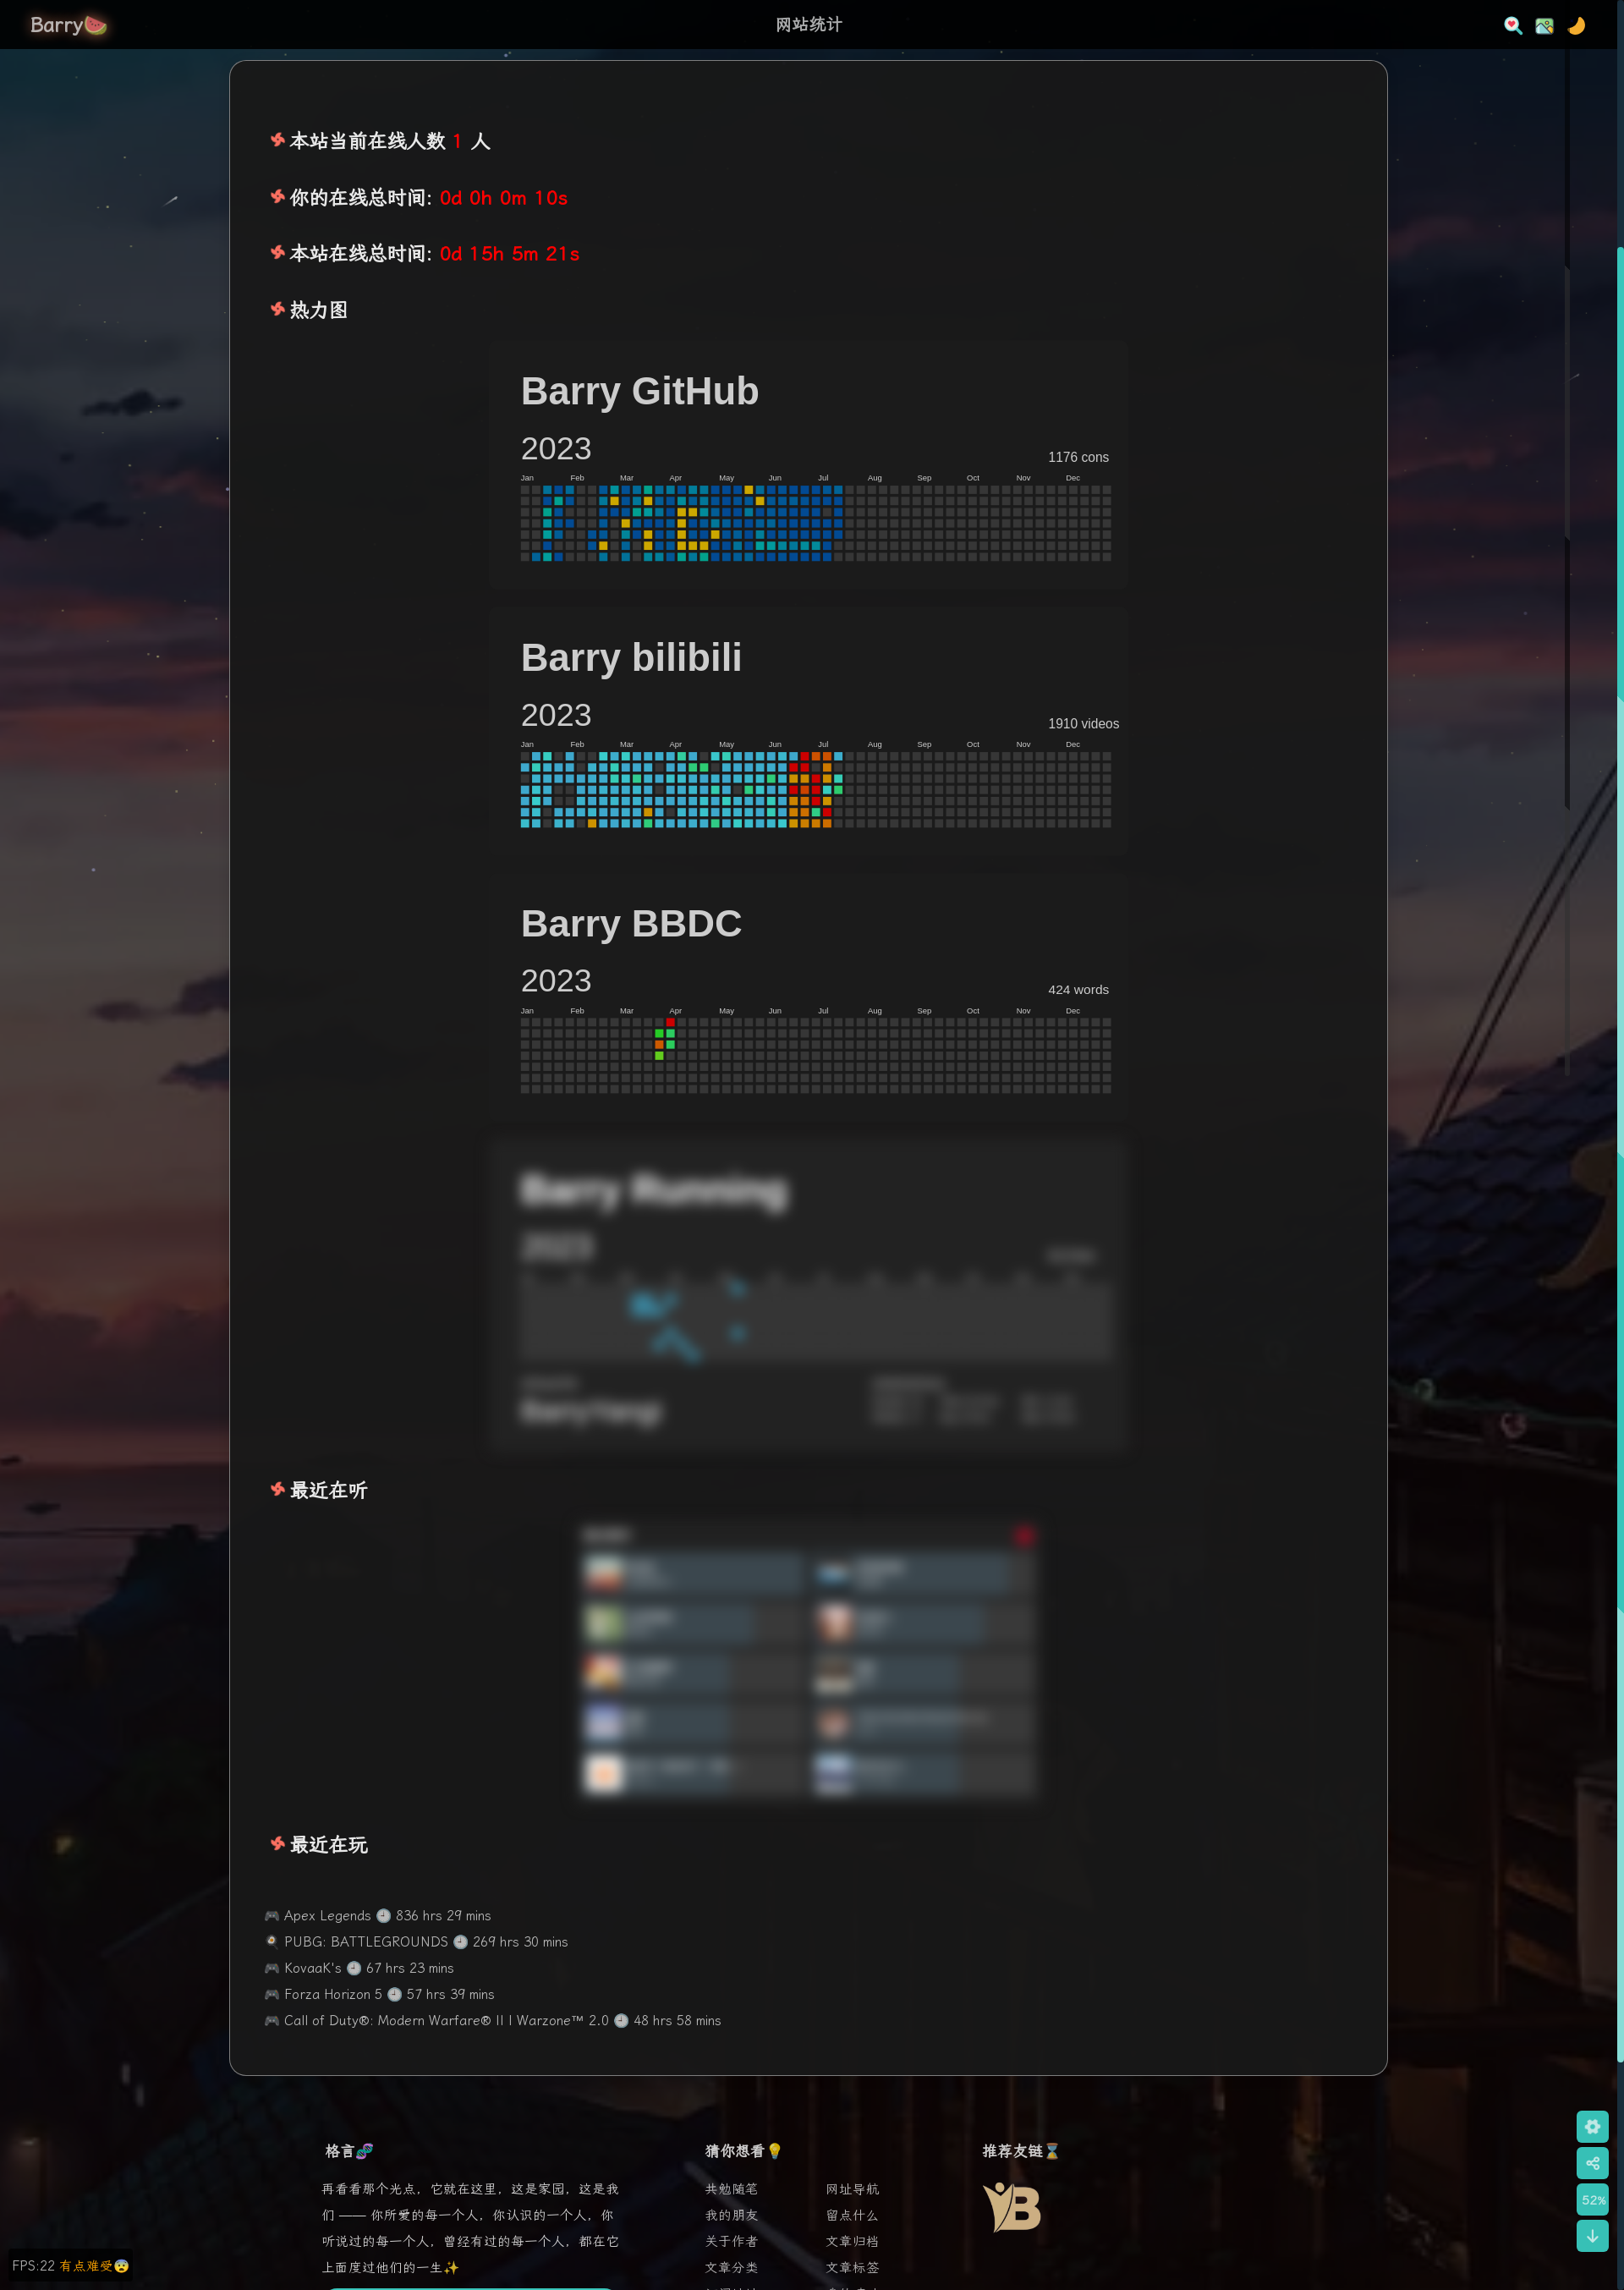 Barry🍉
网站统计
本站当前在线人数 1 人
你的在线总时间: 0d 0h 0m 10s
本站在线总时间: 0d 15h 5m 21s
热力图
Barry GitHub
2023
1176 cons
Jan Feb Mar Apr May Jun Jul Aug Sep Oct Nov Dec
Barry bilibili
2023
1910 videos
Jan Feb Mar Apr May Jun Jul Aug Sep Oct Nov Dec
Barry BBDC
2023
424 words
Jan Feb Mar Apr May Jun Jul Aug Sep Oct Nov Dec
Barry Running
2023
BarryYangi
最近在听
最近在玩
🎮 Apex Legends 🕘 836 hrs 29 mins
🍳 PUBG: BATTLEGROUNDS 🕘 269 hrs 30 mins
🎮 KovaaK's 🕘 67 hrs 23 mins
🎮 Forza Horizon 5 🕘 57 hrs 39 mins
🎮 Call of Duty®: Modern Warfare® II | Warzone™ 2.0 🕘 48 hrs 58 mins
格言🧬
再看看那个光点，它就在这里，这是家园，这是我
们 —— 你所爱的每一个人，你认识的一个人，你
听说过的每一个人，曾经有过的每一个人，都在它
上面度过他们的一生✨
猜你想看💡
共勉随笔
网址导航
我的朋友
留点什么
关于作者
文章归档
文章分类
文章标签
推荐友链⌛
B
52%
FPS:22 有点难受😨